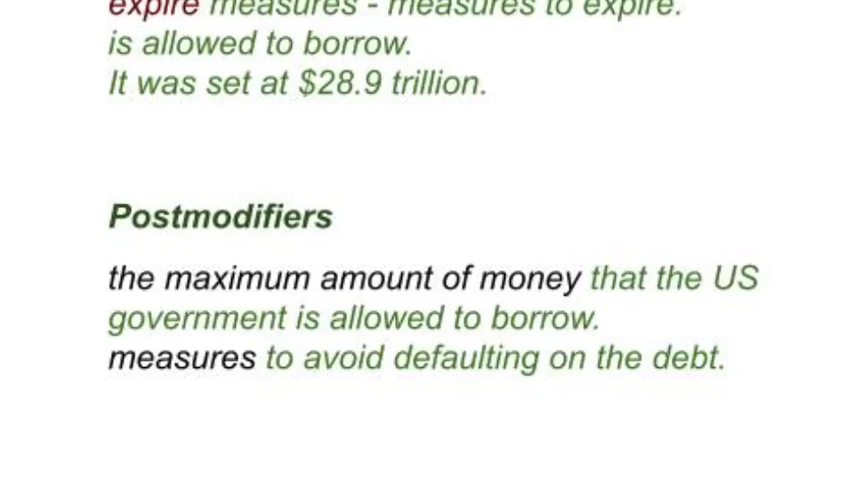 expire measures - measures to expire.
is allowed to borrow.
It was set at $28.9 trillion.
Postmodifiers
the maximum amount of money that the US
government is allowed to borrow.
measures to avoid defaulting on the debt.